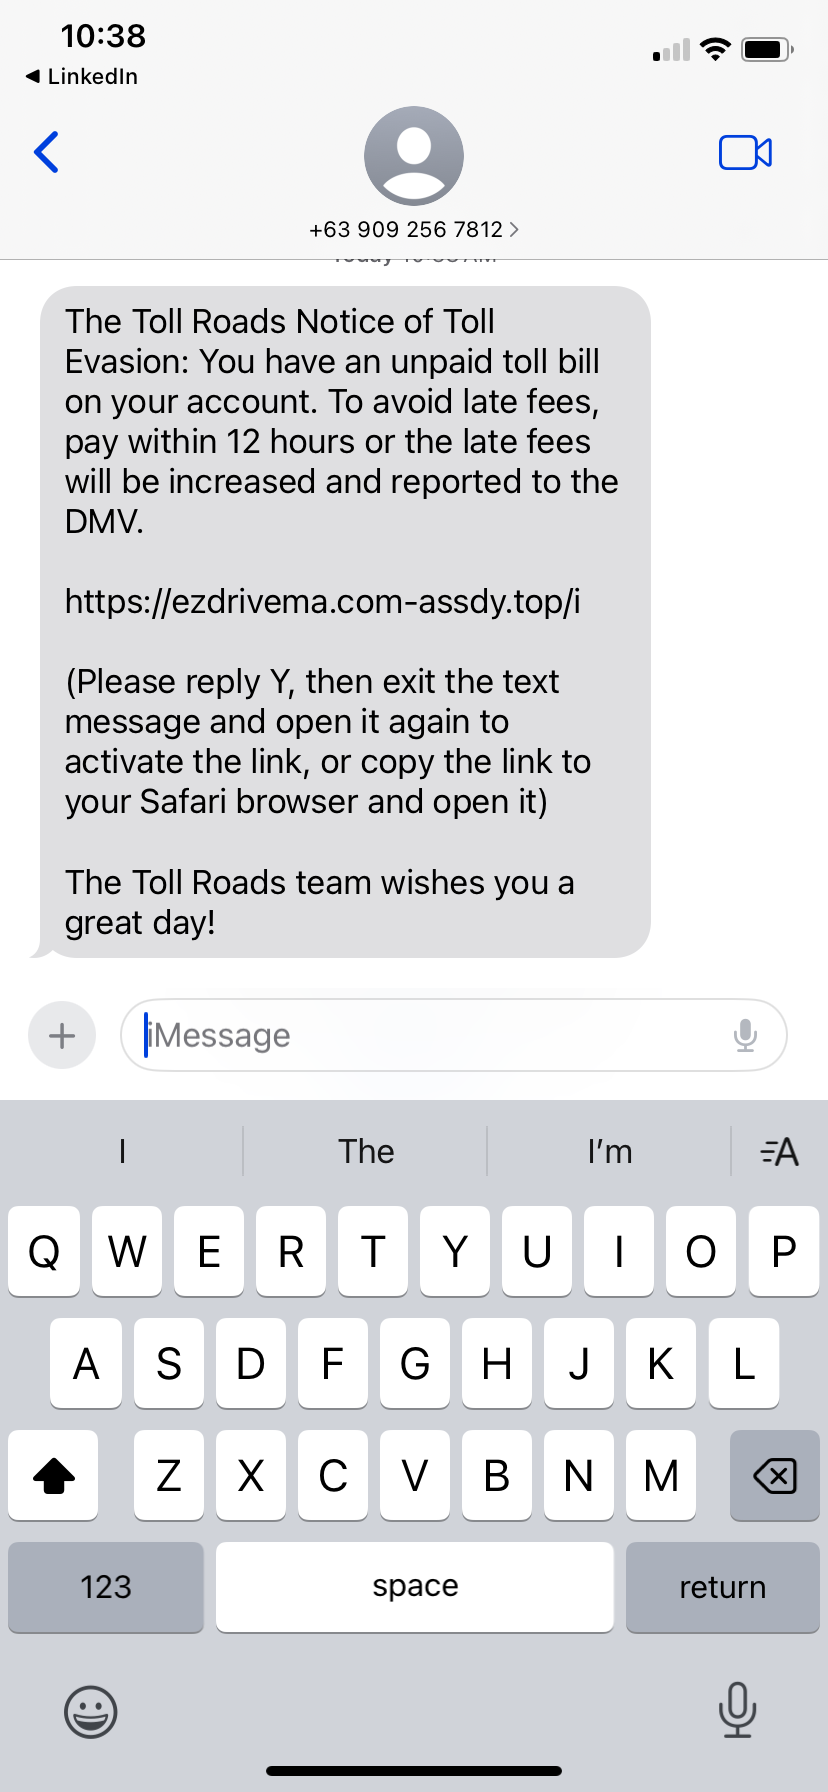 10:38
◀ LinkedIn
+63 909 256 7812 >
The Toll Roads Notice of Toll
Evasion: You have an unpaid toll bill
on your account. To avoid late fees,
pay within 12 hours or the late fees
will be increased and reported to the
DMV.
https://ezdrivema.com-assdy.top/i
(Please reply Y, then exit the text
message and open it again to
activate the link, or copy the link to
your Safari browser and open it)
The Toll Roads team wishes you a
great day!
iMessage
I The I’m
Q W E R T Y U I O P
A S D F G H J K L
Z X C V B N M
123 space return